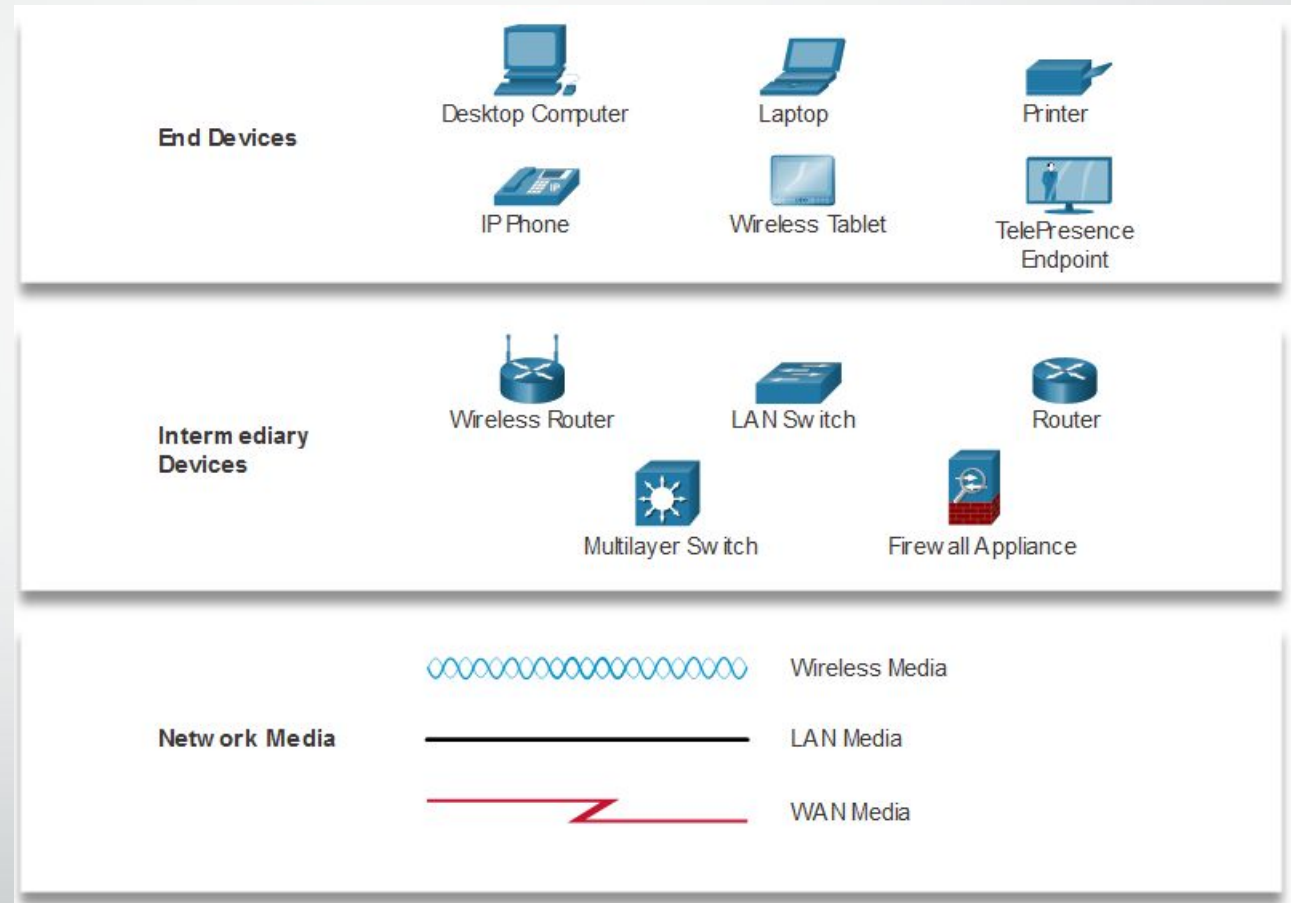 End Devices
Desktop Computer
Laptop
Printer
IP
IP Phone
Wireless Tablet
TelePresence
Endpoint
Intermediary
Devices
Wireless Router
LAN Switch
Router
Multilayer Switch
Firewall Appliance
Network Media
Wireless Media
LAN Media
WAN Media